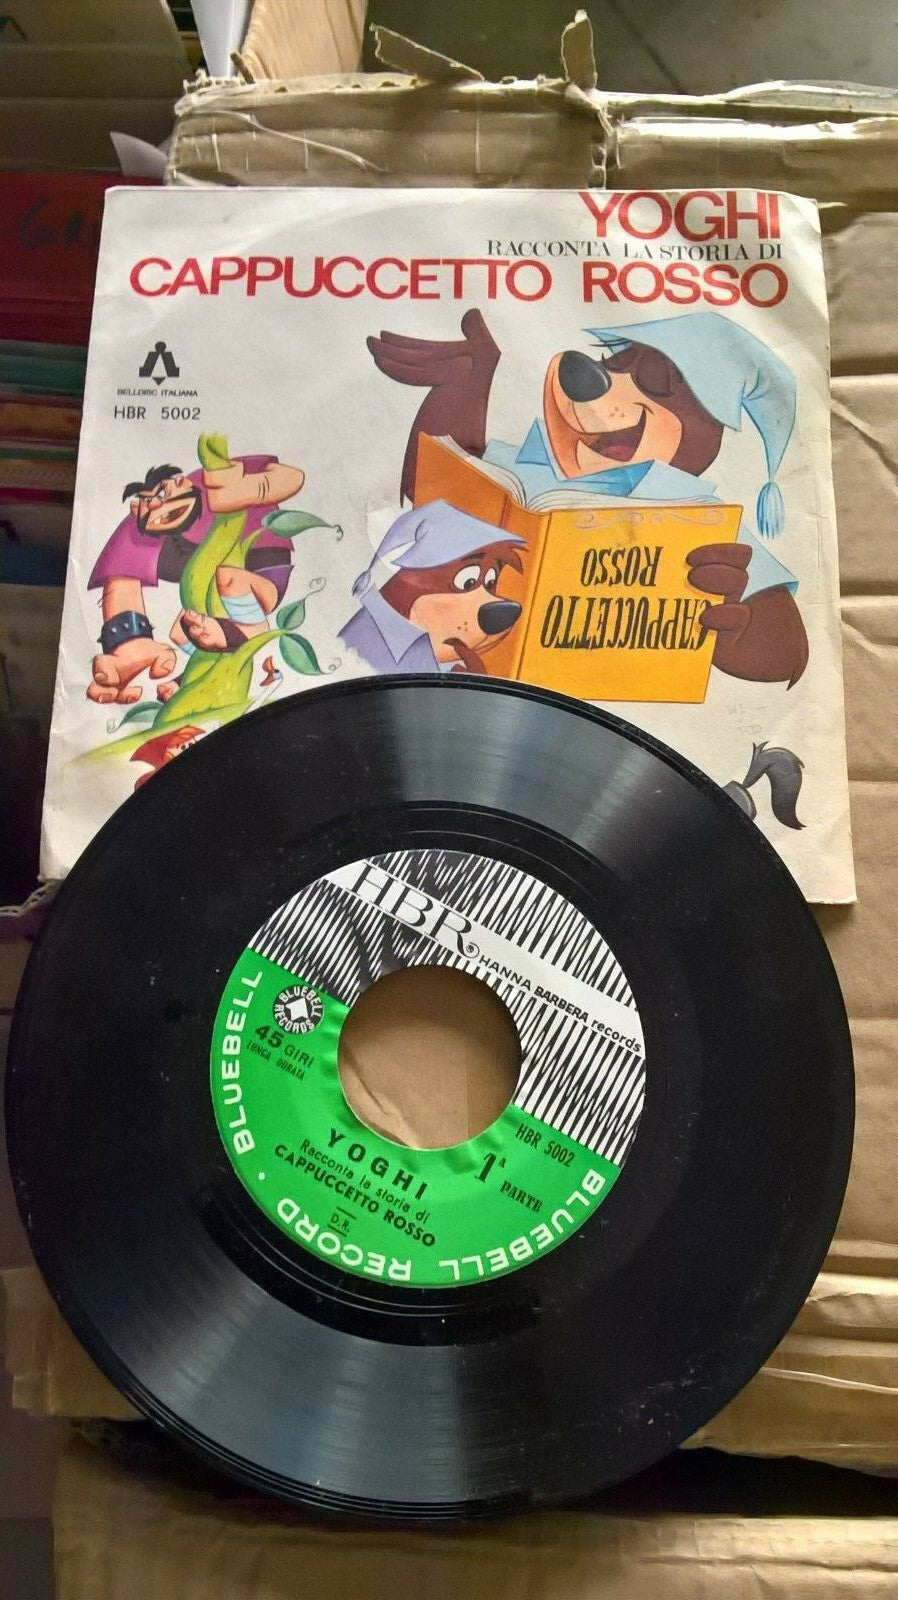 YOGHI
RACCONTA LA STORIA DI
CAPPUCCETTO ROSSO
BELLDISC ITALIANA
HBR 5002
CAPPUCCETTO
ROSSO
HBR
HANNA BARBERA records
BLUEBELL
RECORDS
45 GIRI
LUNGA DURATA
HBR 5002
1ª
PARTE
YOGHI
Racconta la storia di
CAPPUCCETTO ROSSO
D.R.
BLUEBELL · RECORD BLUEBELL